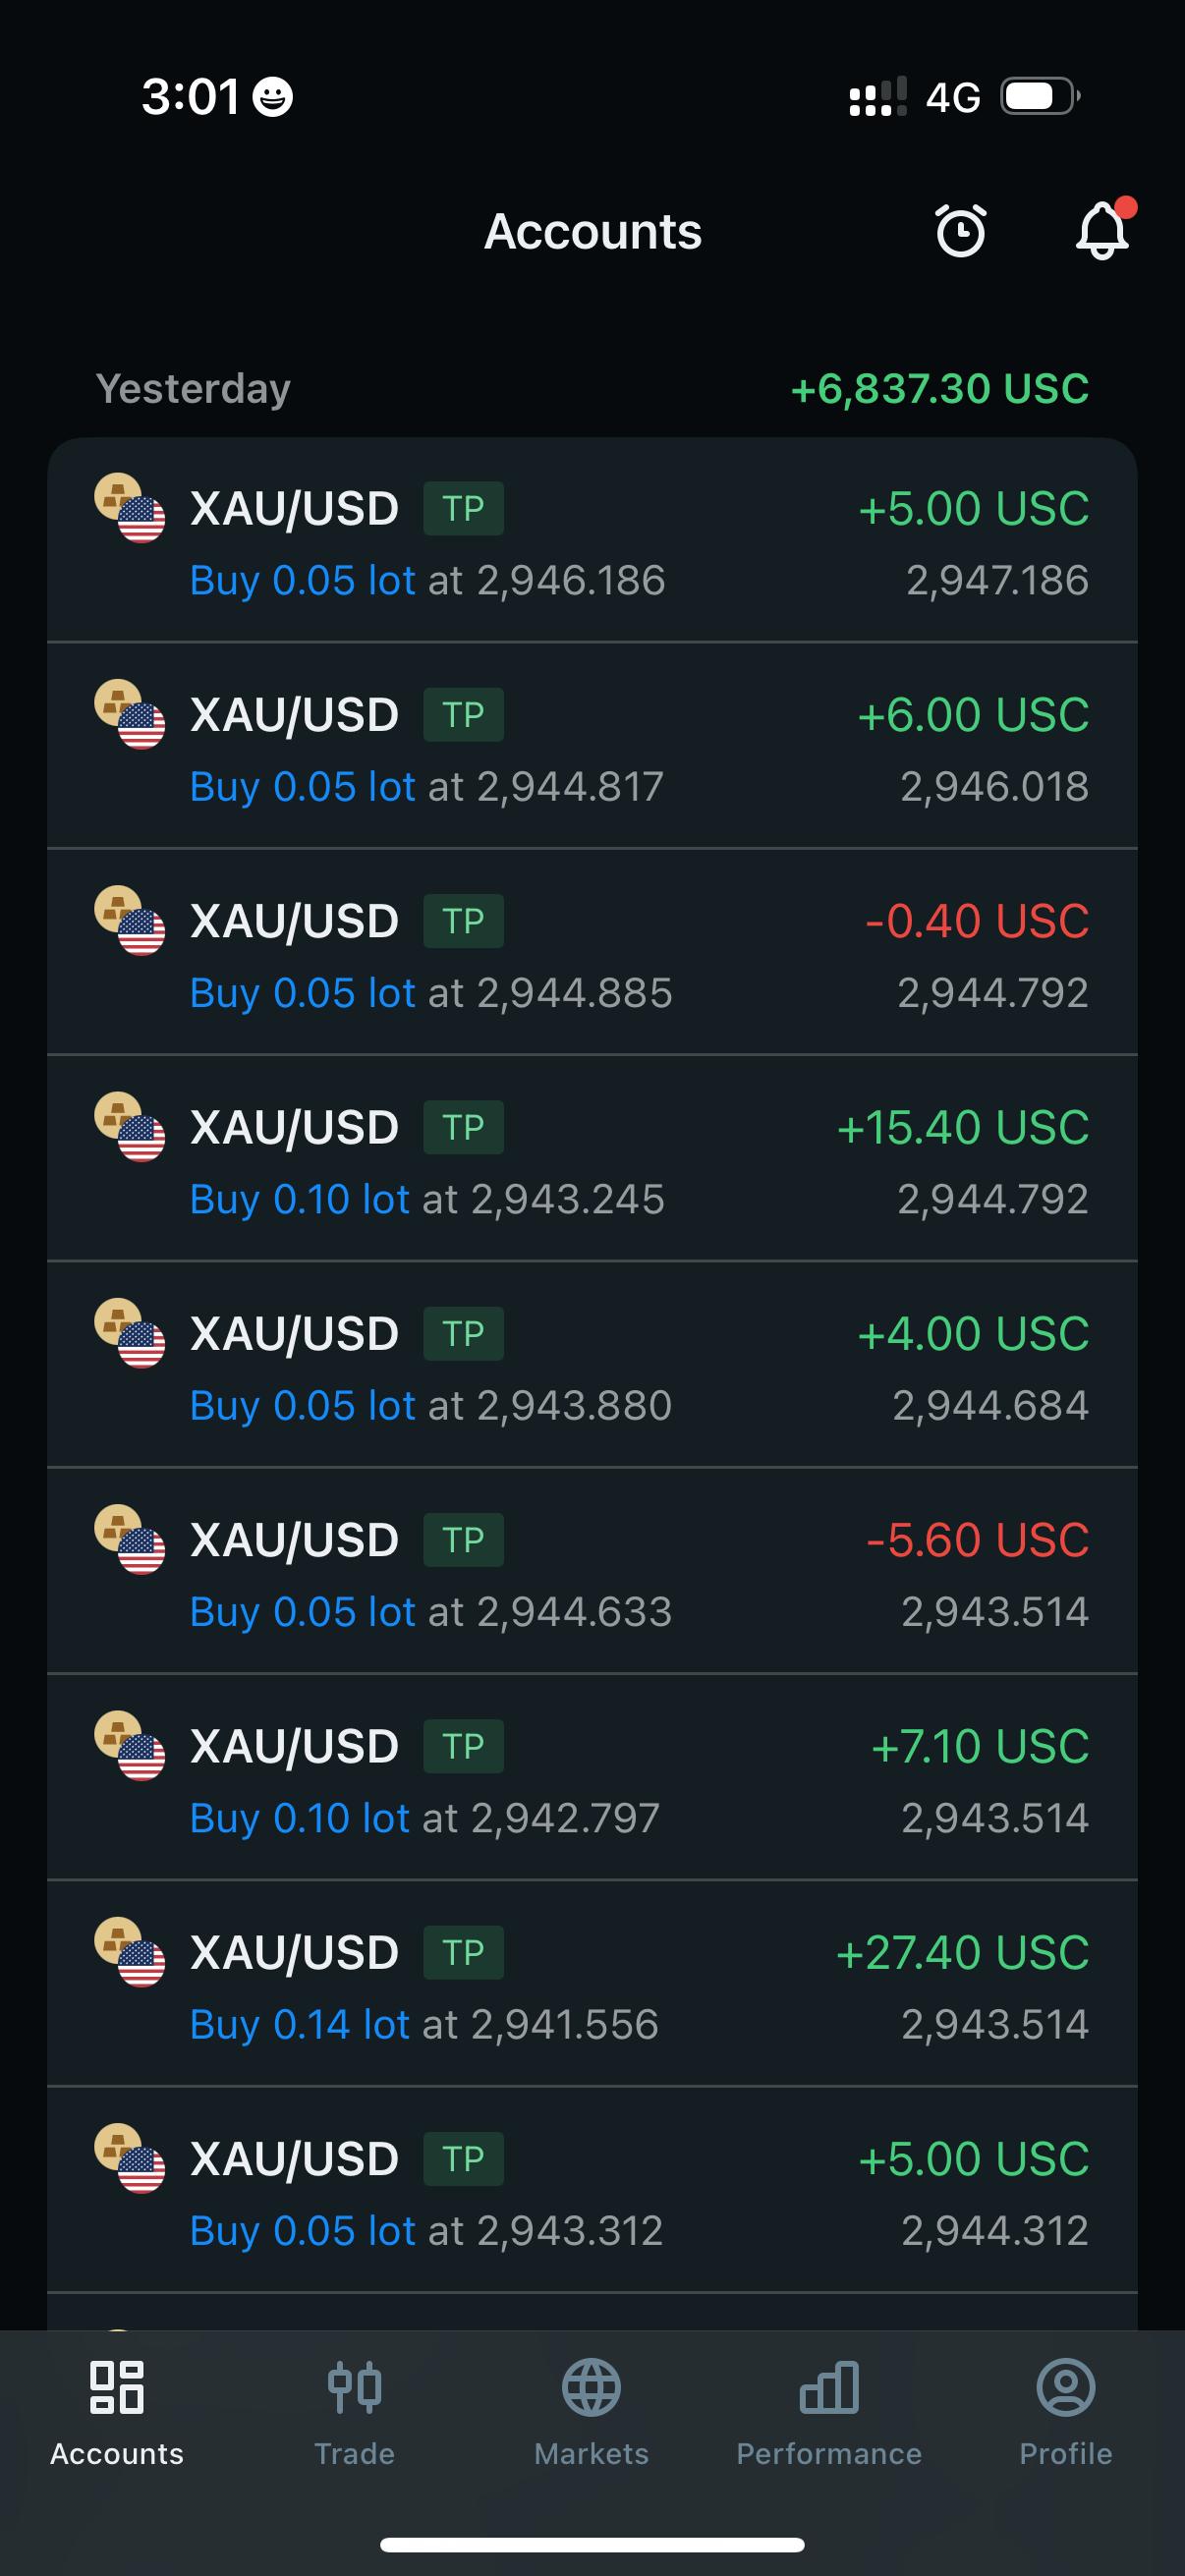 3:01
4G
Accounts
Yesterday +6,837.30 USC
XAU/USD TP +5.00 USC
Buy 0.05 lot at 2,946.186 2,947.186
XAU/USD TP +6.00 USC
Buy 0.05 lot at 2,944.817 2,946.018
XAU/USD TP -0.40 USC
Buy 0.05 lot at 2,944.885 2,944.792
XAU/USD TP +15.40 USC
Buy 0.10 lot at 2,943.245 2,944.792
XAU/USD TP +4.00 USC
Buy 0.05 lot at 2,943.880 2,944.684
XAU/USD TP -5.60 USC
Buy 0.05 lot at 2,944.633 2,943.514
XAU/USD TP +7.10 USC
Buy 0.10 lot at 2,942.797 2,943.514
XAU/USD TP +27.40 USC
Buy 0.14 lot at 2,941.556 2,943.514
XAU/USD TP +5.00 USC
Buy 0.05 lot at 2,943.312 2,944.312
Accounts Trade Markets Performance Profile